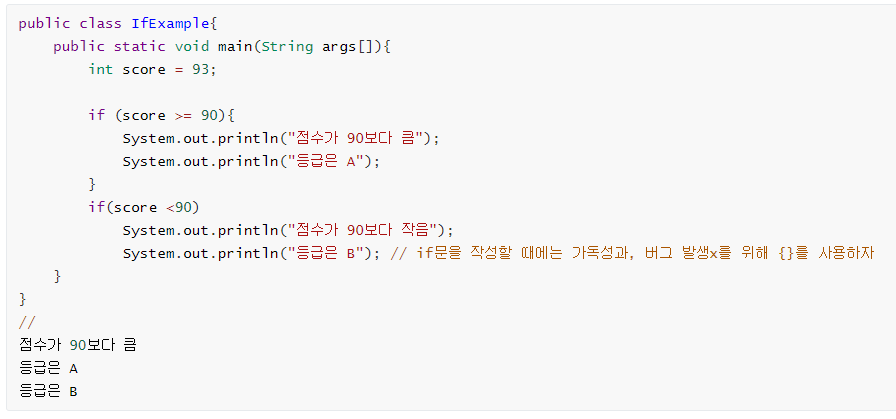 public class IfExample{
    public static void main(String args[]){
        int score = 93;
        if (score >= 90){
            System.out.println("점수가 90보다 큼");
            System.out.println("등급은 A");
        }
        if(score <90)
            System.out.println("점수가 90보다 작음");
            System.out.println("등급은 B"); // if문을 작성할 때에는 가독성과, 버그 발생x를 위해 {}를 사용하자
    }
}
//
점수가 90보다 큼
등급은 A
등급은 B